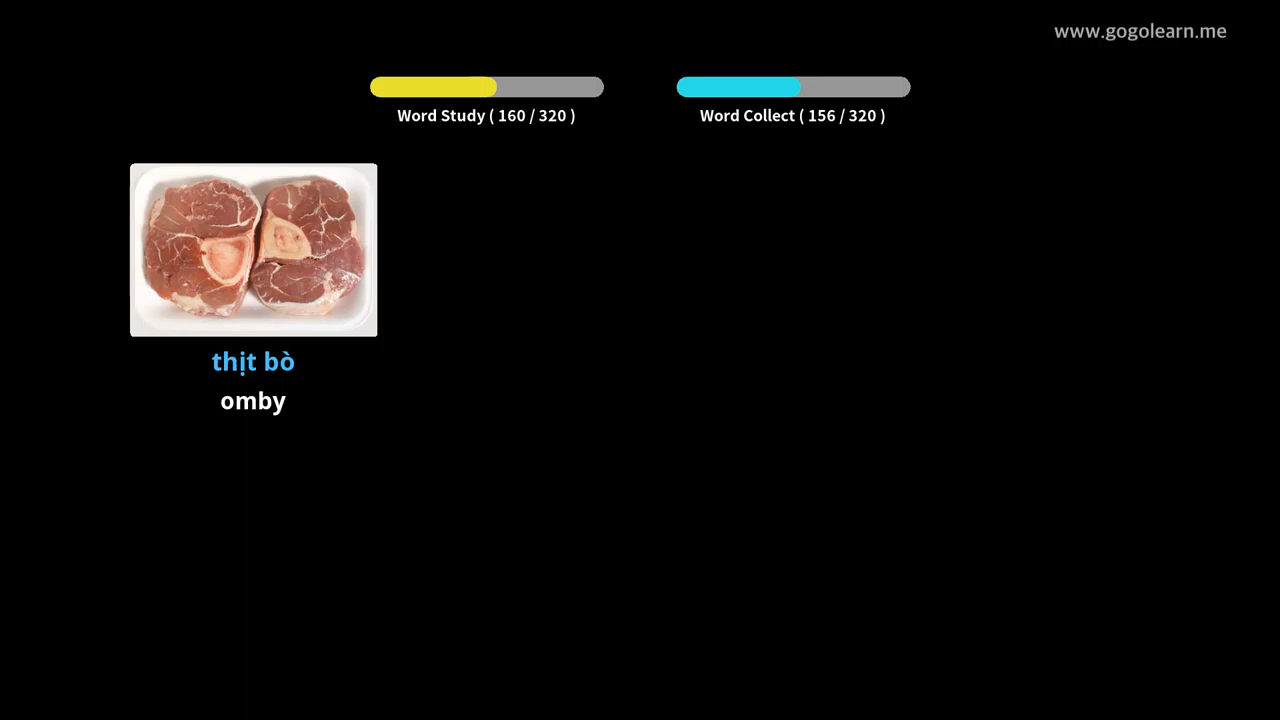 www.gogolearn.me
Word Study ( 160 / 320 )
Word Collect ( 156 / 320 )
thịt bò
omby